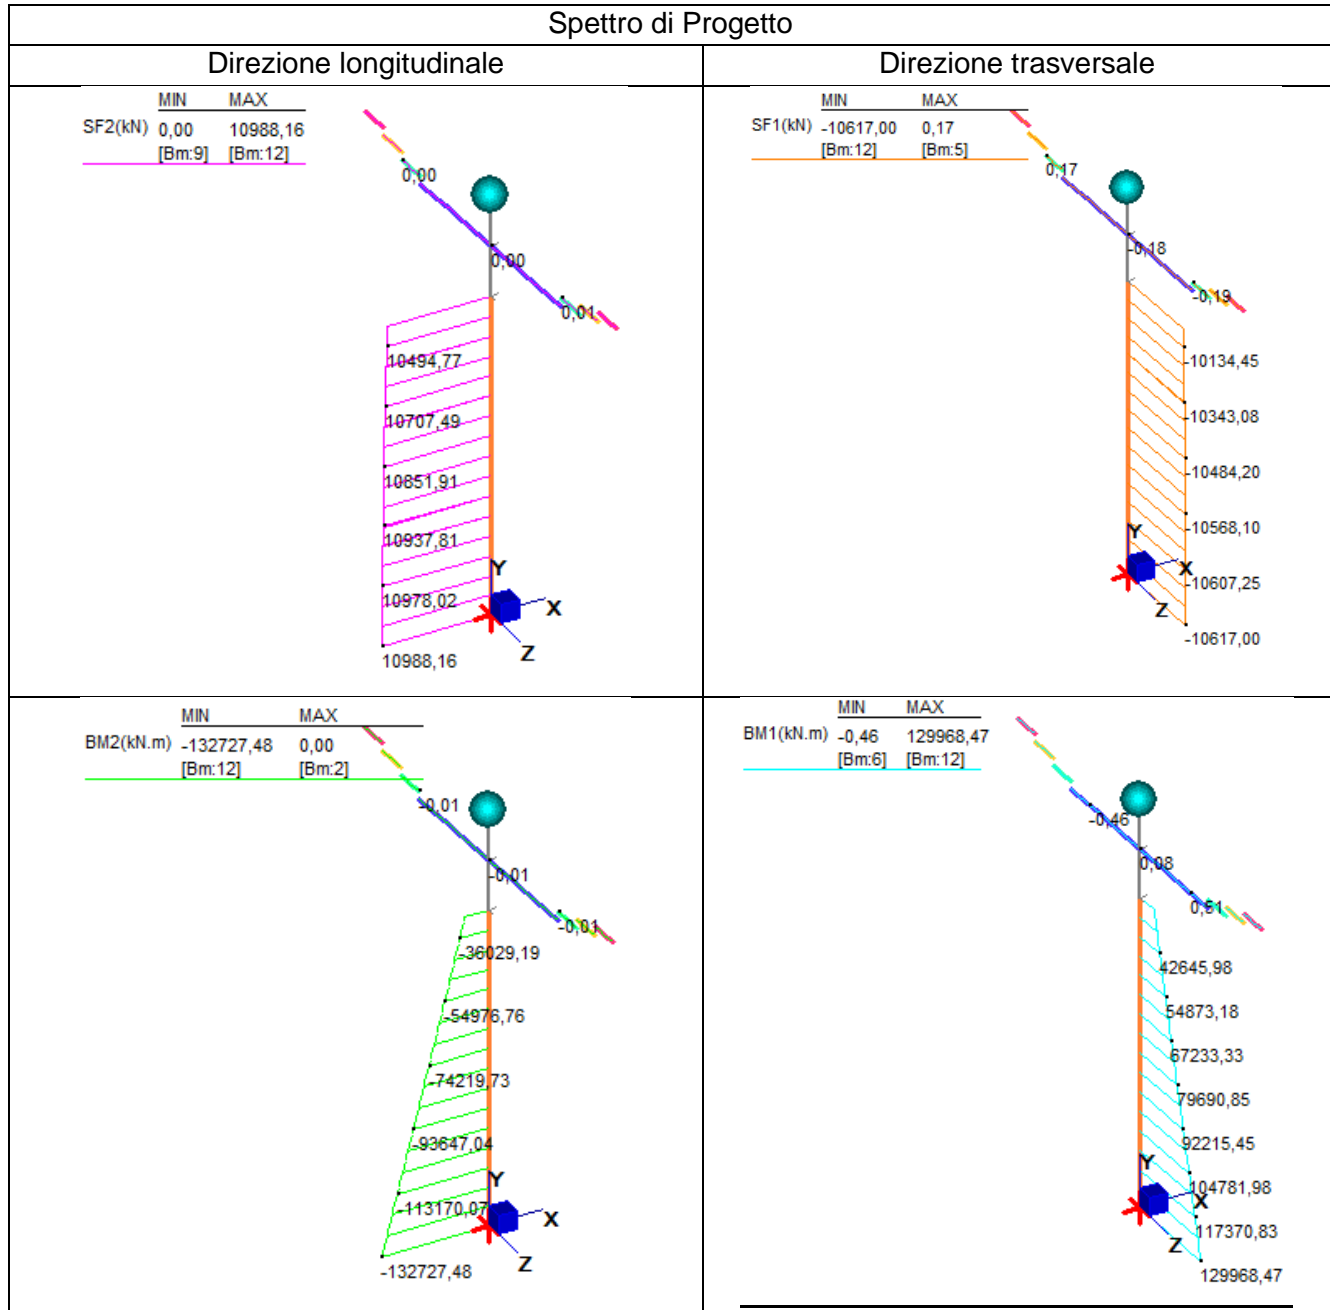 Spettro di Progetto
Direzione longitudinale
Direzione trasversale
MIN MAX
SF2(kN) 0,00 10988,16
[Bm:9] [Bm:12]
0,00
0,00
0,01
10494,77
10707,49
10851,91
10937,81
10978,02
10988,16
Y
X
Z
MIN MAX
SF1(kN) -10617,00 0,17
[Bm:12] [Bm:5]
0,17
-0,18
-0,19
-10134,45
-10343,08
-10484,20
-10568,10
-10607,25
-10617,00
Y
X
Z
MIN MAX
BM2(kN.m) -132727,48 0,00
[Bm:12] [Bm:2]
-0,01
-0,01
-0,01
-36029,19
-54976,76
-74219,73
-93647,04
-113170,07
-132727,48
Y
X
Z
MIN MAX
BM1(kN.m) -0,46 129968,47
[Bm:6] [Bm:12]
-0,46
0,08
42645,98
54873,18
67233,33
79690,85
92215,45
104781,98
117370,83
129968,47
Y
X
Z